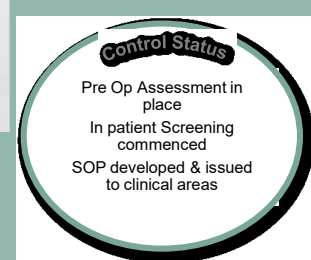 Control Status
Pre Op Assessment in
place
In patient Screening
commenced
SOP developed & issued
to clinical areas